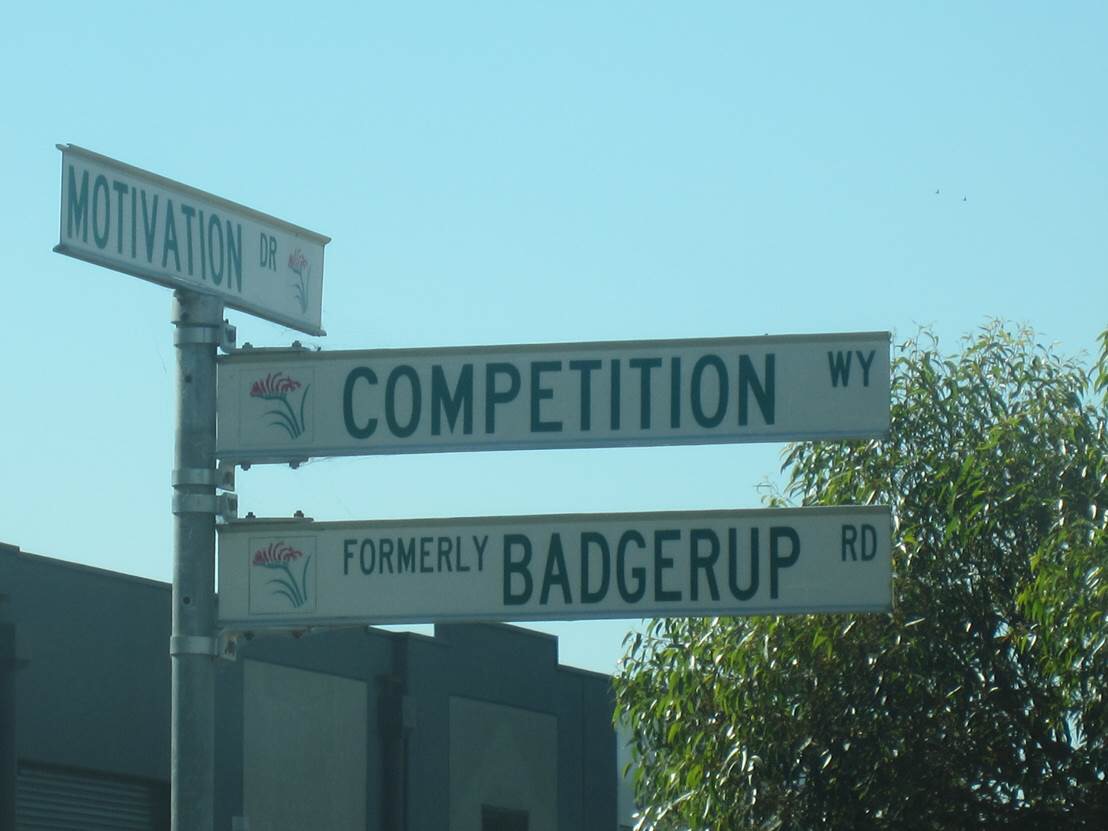 MOTIVATION DR
COMPETITION WY
FORMERLY BADGERUP RD